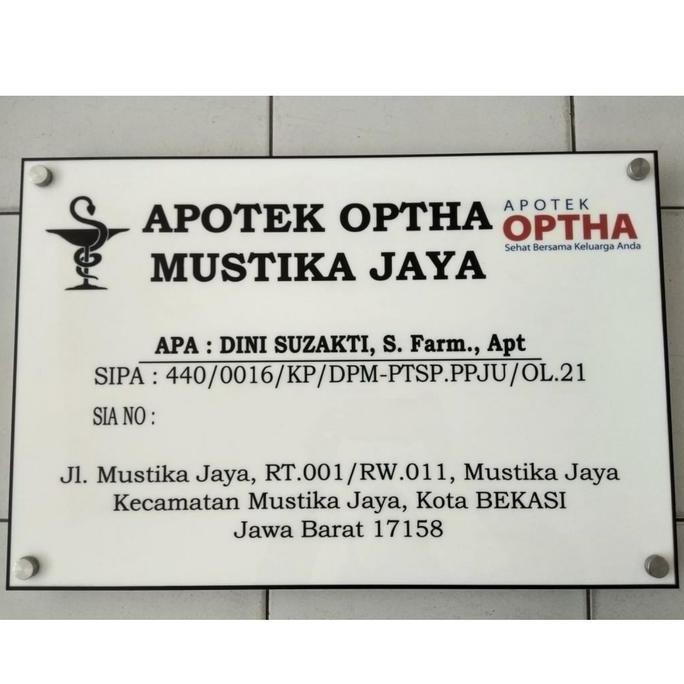 APOTEK OPTHA
MUSTIKA JAYA
APOTEK
OPTHA
Sehat Bersama Keluarga Anda
APA : DINI SUZAKTI, S. Farm., Apt
SIPA : 440/0016/KP/DPM-PTSP.PPJU/OL.21
SIA NO :
Jl. Mustika Jaya, RT.001/RW.011, Mustika Jaya
Kecamatan Mustika Jaya, Kota BEKASI
Jawa Barat 17158